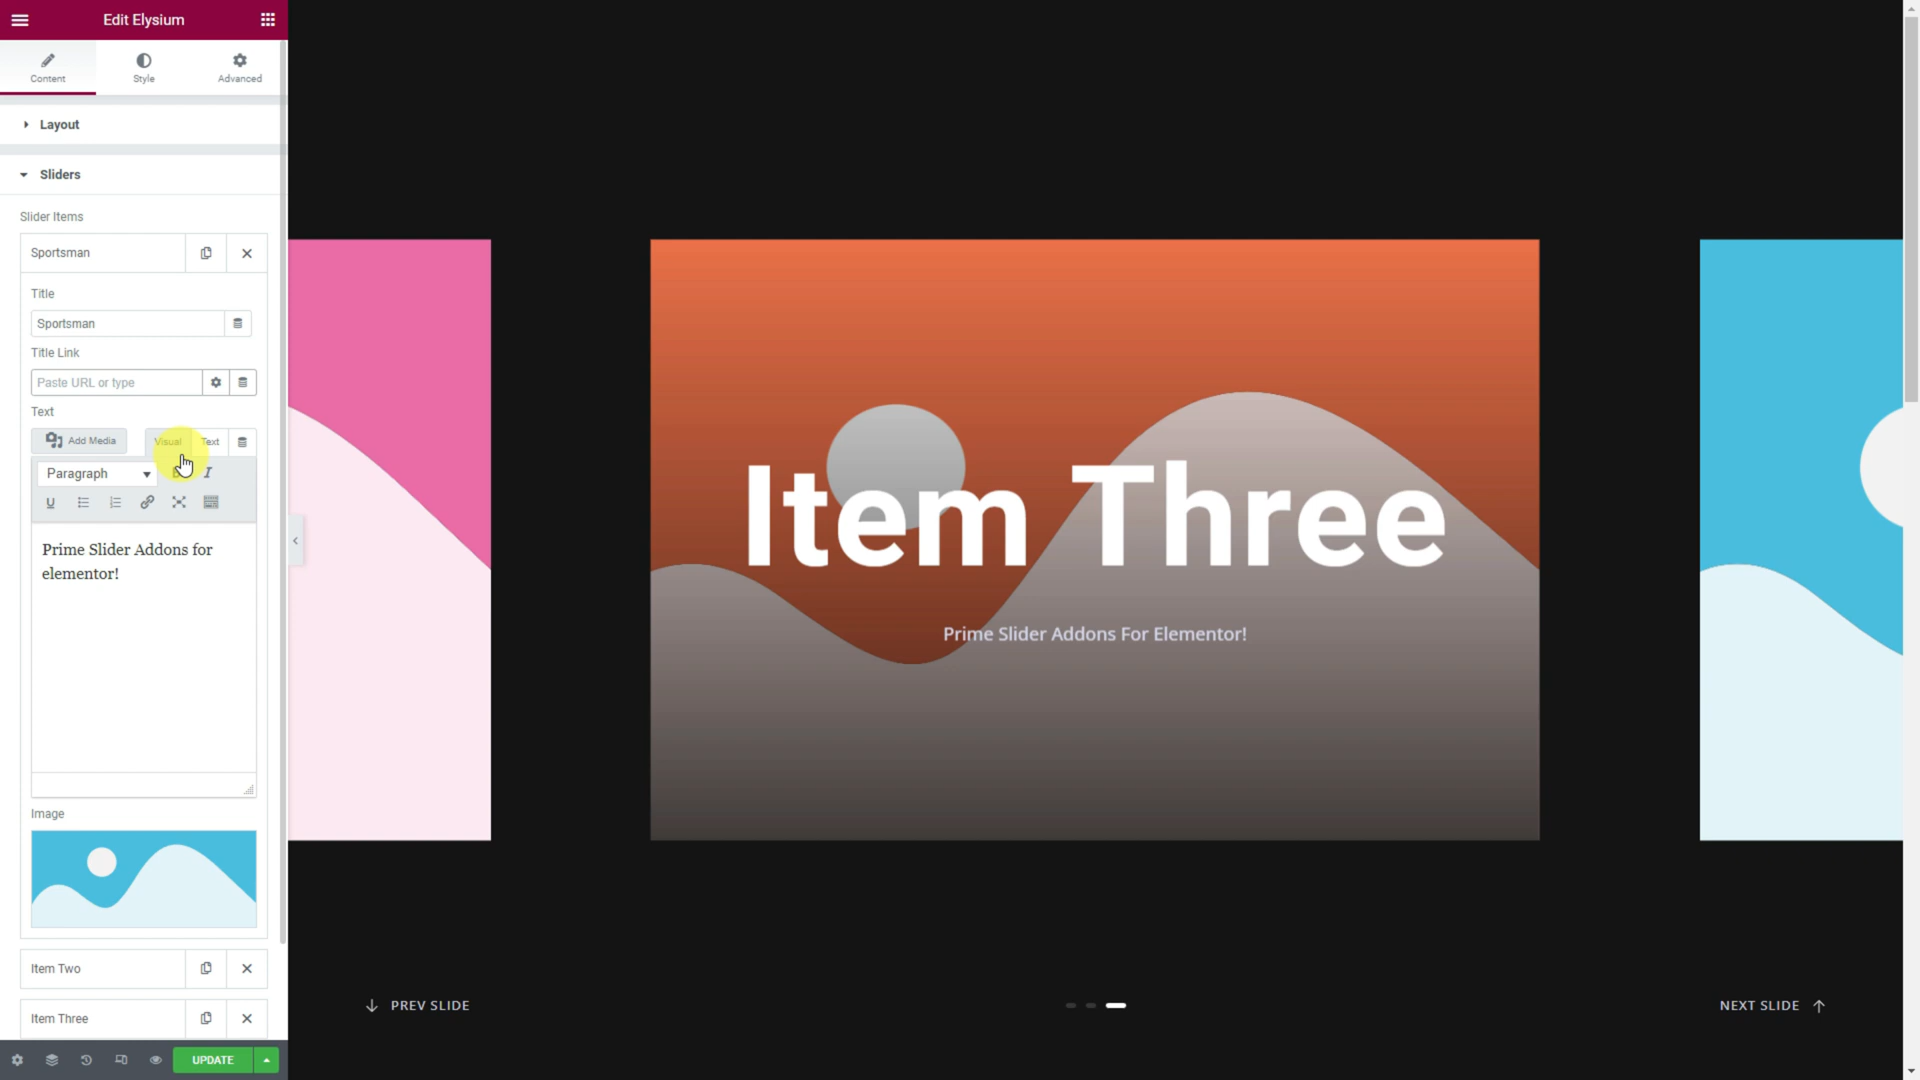 Edit Elysium
Content
Style
Advanced
Layout
Sliders
Slider Items
Sportsman
Title
Sportsman
Title Link
Paste URL or type
Text
Add Media
Visual
Text
Paragraph
B
I
U
Prime Slider Addons for
elementor!
Image
Item Two
Item Three
UPDATE
Item Three
Prime Slider Addons For Elementor!
PREV SLIDE
NEXT SLIDE